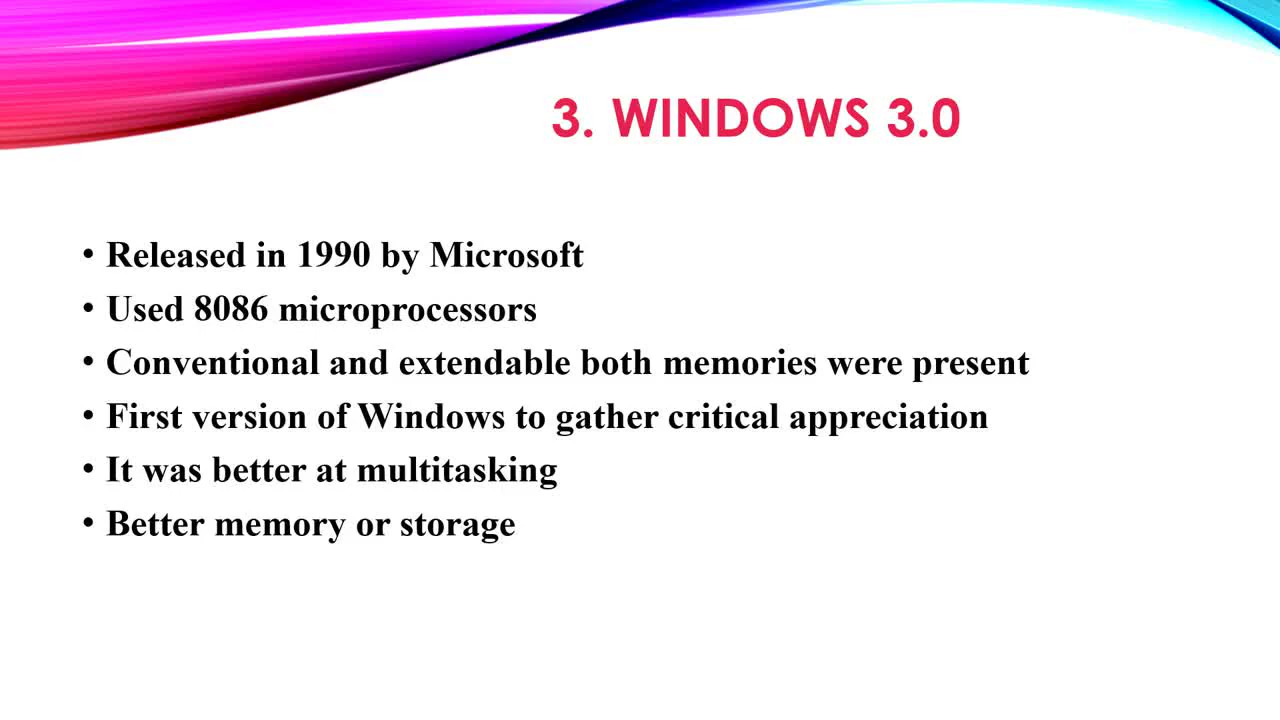 3. WINDOWS 3.0
• Released in 1990 by Microsoft
• Used 8086 microprocessors
• Conventional and extendable both memories were present
• First version of Windows to gather critical appreciation
• It was better at multitasking
• Better memory or storage